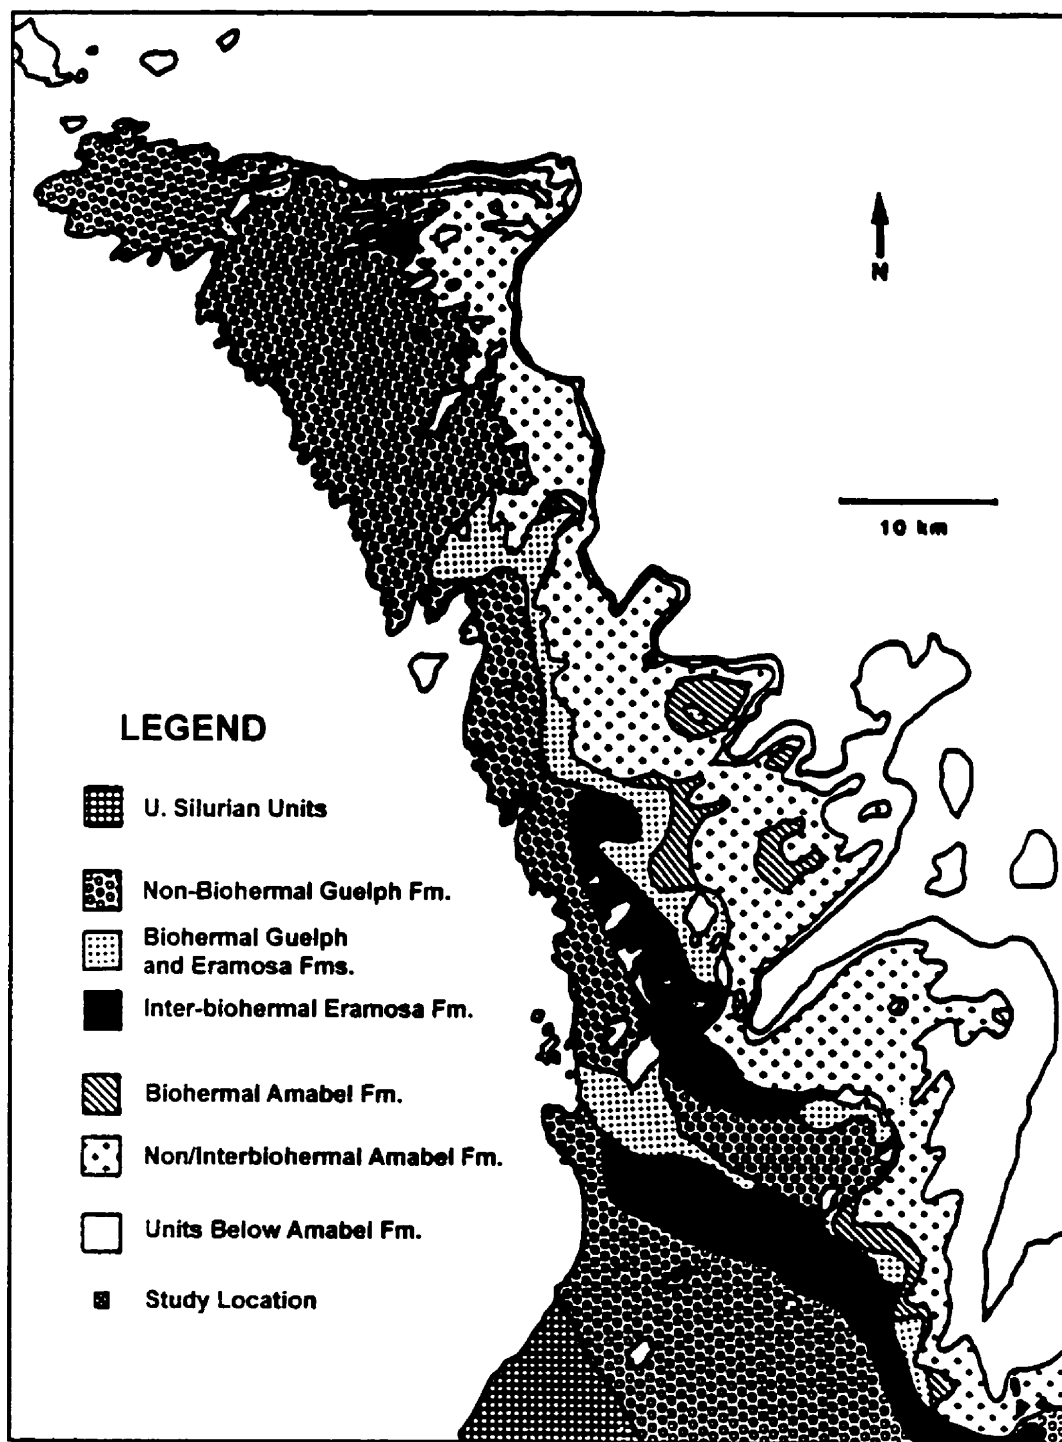 N
10 km
LEGEND
U. Silurian Units
Non-Biohermal Guelph Fm.
Biohermal Guelph
and Eramosa Fms.
Inter-biohermal Eramosa Fm.
Biohermal Amabel Fm.
Non/Interbiohermal Amabel Fm.
Units Below Amabel Fm.
Study Location